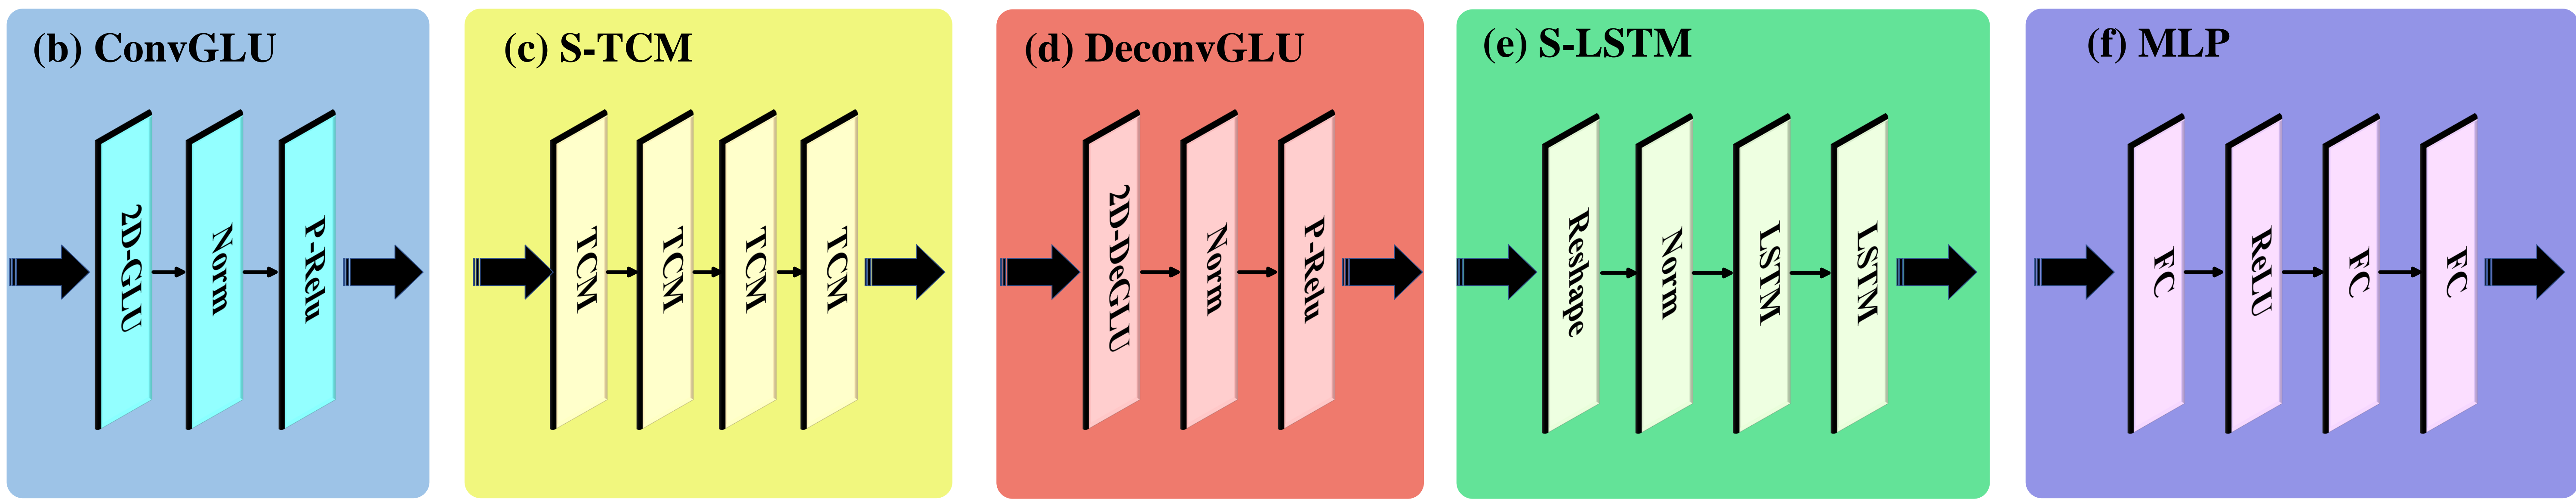 (b) ConvGLU
2D-GLU
Norm
P-Relu
(c) S-TCM
TCM
TCM
TCM
TCM
(d) DeconvGLU
2D-DeGLU
Norm
P-Relu
(e) S-LSTM
Reshape
Norm
LSTM
LSTM
(f) MLP
FC
ReLU
FC
FC